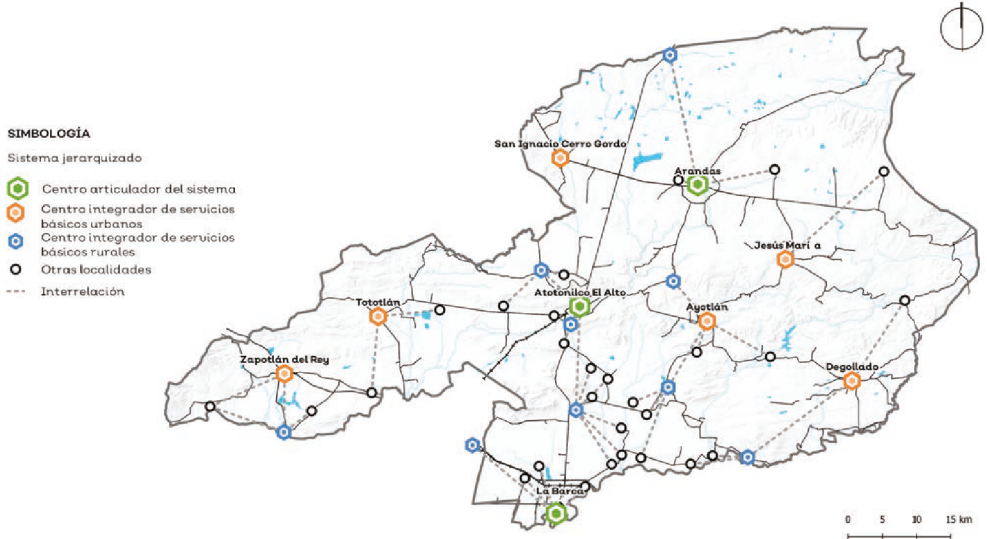 SIMBOLOGÍA
Sistema jerarquizado
Centro articulador del sistema
Centro integrador de servicios
básicos urbanos
Centro integrador de servicios
básicos rurales
Otras localidades
Interrelación
San Ignacio Cerro Gordo
Arandas
Jesús Marí a
Atotonilco El Alto
Tototlán
Ayotlán
Zapotlán del Rey
Degollado
La Barca
0 5 10 15 km